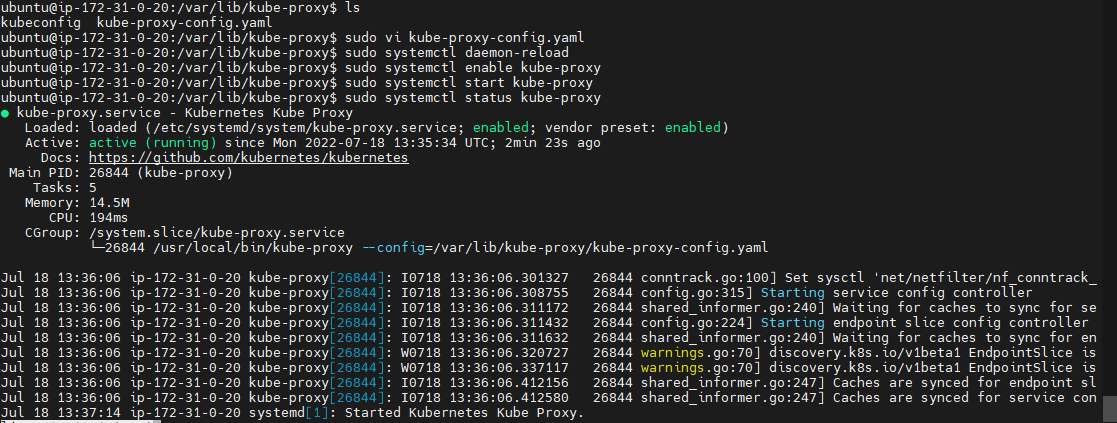 ubuntu@ip-172-31-0-20:/var/lib/kube-proxy$ ls
kubeconfig  kube-proxy-config.yaml
ubuntu@ip-172-31-0-20:/var/lib/kube-proxy$ sudo vi kube-proxy-config.yaml
ubuntu@ip-172-31-0-20:/var/lib/kube-proxy$ sudo systemctl daemon-reload
ubuntu@ip-172-31-0-20:/var/lib/kube-proxy$ sudo systemctl enable kube-proxy
ubuntu@ip-172-31-0-20:/var/lib/kube-proxy$ sudo systemctl start kube-proxy
ubuntu@ip-172-31-0-20:/var/lib/kube-proxy$ sudo systemctl status kube-proxy
● kube-proxy.service - Kubernetes Kube Proxy
     Loaded: loaded (/etc/systemd/system/kube-proxy.service; enabled; vendor preset: enabled)
     Active: active (running) since Mon 2022-07-18 13:35:34 UTC; 2min 23s ago
       Docs: https://github.com/kubernetes/kubernetes
   Main PID: 26844 (kube-proxy)
      Tasks: 5
     Memory: 14.5M
        CPU: 194ms
     CGroup: /system.slice/kube-proxy.service
             └─26844 /usr/local/bin/kube-proxy --config=/var/lib/kube-proxy/kube-proxy-config.yaml
Jul 18 13:36:06 ip-172-31-0-20 kube-proxy[26844]: I0718 13:36:06.301327   26844 conntrack.go:100] Set sysctl 'net/netfilter/nf_conntrack_
Jul 18 13:36:06 ip-172-31-0-20 kube-proxy[26844]: I0718 13:36:06.308755   26844 config.go:315] Starting service config controller
Jul 18 13:36:06 ip-172-31-0-20 kube-proxy[26844]: I0718 13:36:06.311172   26844 shared_informer.go:240] Waiting for caches to sync for se
Jul 18 13:36:06 ip-172-31-0-20 kube-proxy[26844]: I0718 13:36:06.311432   26844 config.go:224] Starting endpoint slice config controller
Jul 18 13:36:06 ip-172-31-0-20 kube-proxy[26844]: I0718 13:36:06.311632   26844 shared_informer.go:240] Waiting for caches to sync for en
Jul 18 13:36:06 ip-172-31-0-20 kube-proxy[26844]: W0718 13:36:06.320727   26844 warnings.go:70] discovery.k8s.io/v1beta1 EndpointSlice is
Jul 18 13:36:06 ip-172-31-0-20 kube-proxy[26844]: W0718 13:36:06.337117   26844 warnings.go:70] discovery.k8s.io/v1beta1 EndpointSlice is
Jul 18 13:36:06 ip-172-31-0-20 kube-proxy[26844]: I0718 13:36:06.412156   26844 shared_informer.go:247] Caches are synced for endpoint sl
Jul 18 13:36:06 ip-172-31-0-20 kube-proxy[26844]: I0718 13:36:06.412580   26844 shared_informer.go:247] Caches are synced for service con
Jul 18 13:37:14 ip-172-31-0-20 systemd[1]: Started Kubernetes Kube Proxy.